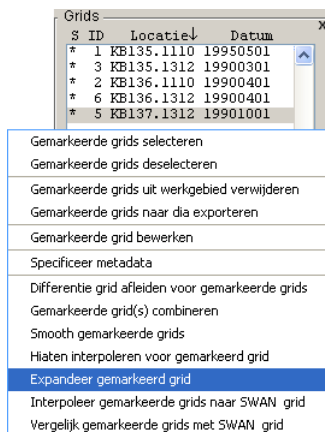 Grids
x
S ID Locatie↓ Datum
* 1 KB135.1110 19950501
* 3 KB135.1312 19900301
* 2 KB136.1110 19900401
* 6 KB136.1312 19900401
* 5 KB137.1312 19901001
Gemarkeerde grids selecteren
Gemarkeerde grids deselecteren
Gemarkeerde grids uit werkgebied verwijderen
Gemarkeerde grids naar dia exporteren
Gemarkeerde grid bewerken
Specificeer metadata
Differentie grid afleiden voor gemarkeerde grids
Gemarkeerde grid(s) combineren
Smooth gemarkeerde grids
Hiaten interpoleren voor gemarkeerd grid
Expandeer gemarkeerd grid
Interpoleer gemarkeerde grids naar SWAN grid
Vergelijk gemarkeerde grids met SWAN grid